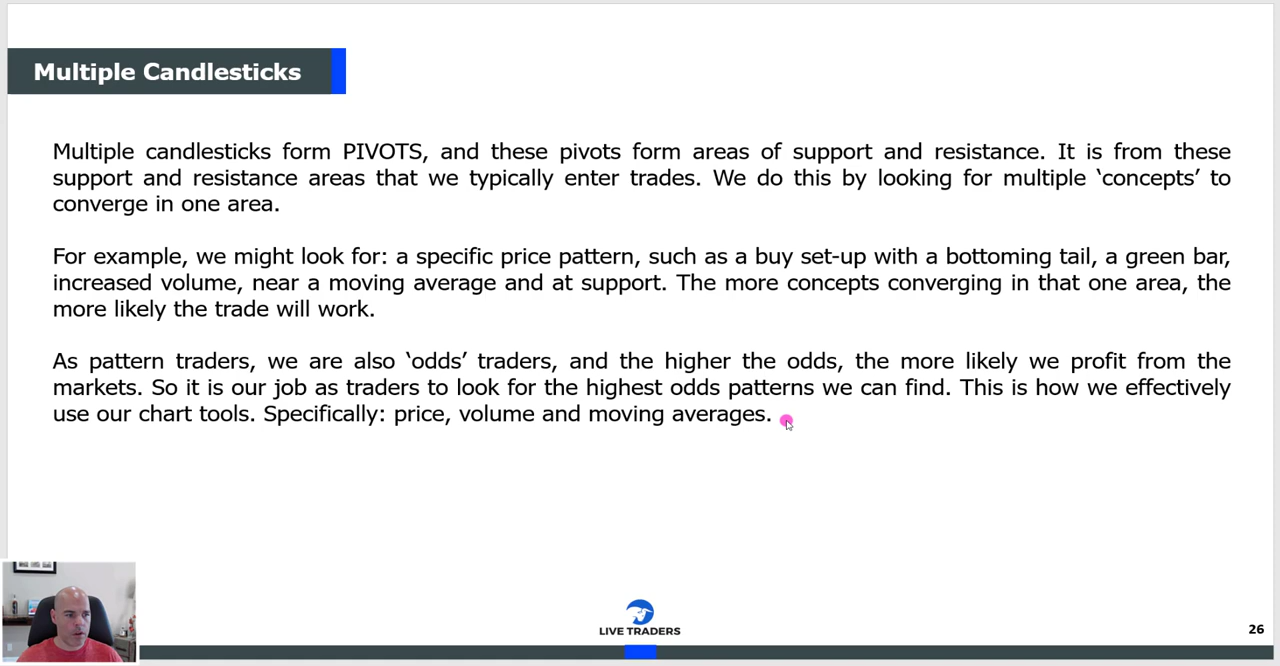 Multiple Candlesticks
Multiple candlesticks form PIVOTS, and these pivots form areas of support and resistance. It is from these
support and resistance areas that we typically enter trades. We do this by looking for multiple ‘concepts’ to
converge in one area.
For example, we might look for: a specific price pattern, such as a buy set-up with a bottoming tail, a green bar,
increased volume, near a moving average and at support. The more concepts converging in that one area, the
more likely the trade will work.
As pattern traders, we are also ‘odds’ traders, and the higher the odds, the more likely we profit from the
markets. So it is our job as traders to look for the highest odds patterns we can find. This is how we effectively
use our chart tools. Specifically: price, volume and moving averages.
LIVE TRADERS
26